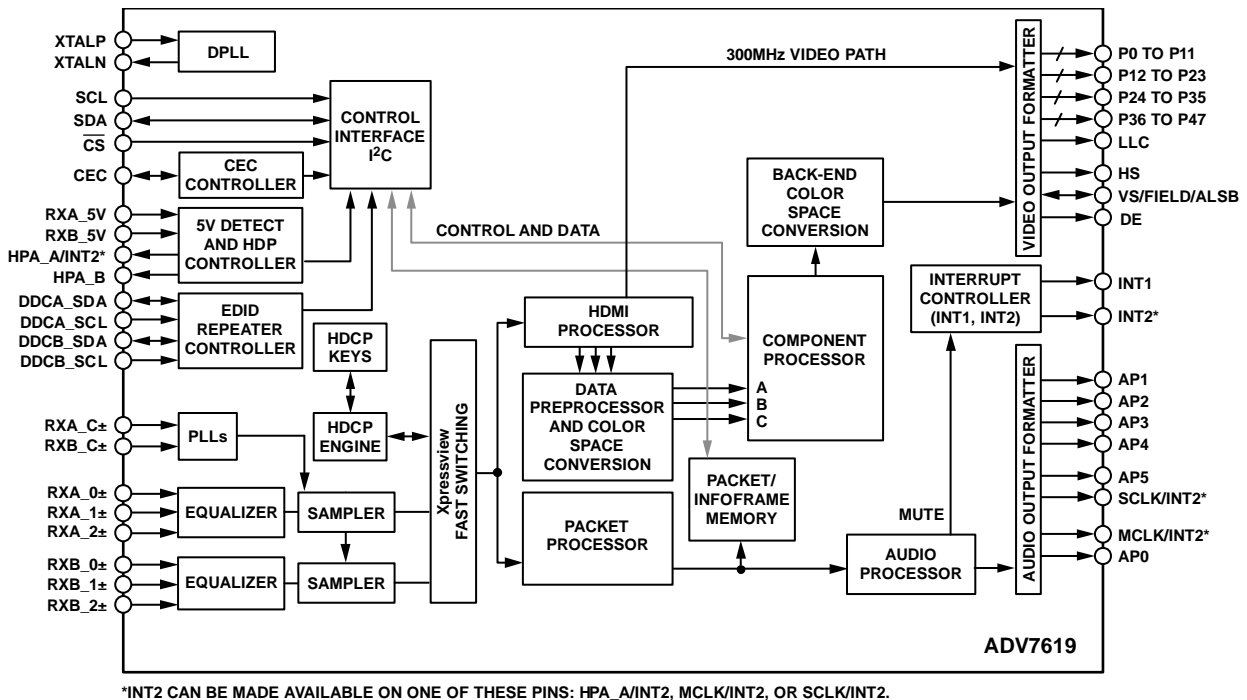 XTALP
XTALN
DPLL
SCL
SDA
CS
CEC
CEC
CONTROLLER
CONTROL
INTERFACE
I2C
RXA_5V
RXB_5V
HPA_A/INT2*
HPA_B
5V DETECT
AND HDP
CONTROLLER
DDCA_SDA
DDCA_SCL
DDCB_SDA
DDCB_SCL
EDID
REPEATER
CONTROLLER
HDCP
KEYS
HDCP
ENGINE
RXA_C±
RXB_C±
PLLs
RXA_0±
RXA_1±
RXA_2±
EQUALIZER
SAMPLER
RXB_0±
RXB_1±
RXB_2±
EQUALIZER
SAMPLER
Xpressview
FAST SWITCHING
CONTROL AND DATA
300MHz VIDEO PATH
HDMI
PROCESSOR
DATA
PREPROCESSOR
AND COLOR
SPACE
CONVERSION
PACKET
PROCESSOR
PACKET/
INFOFRAME
MEMORY
A
B
C
COMPONENT
PROCESSOR
BACK-END
COLOR
SPACE
CONVERSION
INTERRUPT
CONTROLLER
(INT1, INT2)
MUTE
AUDIO
PROCESSOR
VIDEO OUTPUT FORMATTER
AUDIO OUTPUT FORMATTER
P0 TO P11
P12 TO P23
P24 TO P35
P36 TO P47
LLC
HS
VS/FIELD/ALSB
DE
INT1
INT2*
AP1
AP2
AP3
AP4
AP5
SCLK/INT2*
MCLK/INT2*
AP0
ADV7619
*INT2 CAN BE MADE AVAILABLE ON ONE OF THESE PINS: HPA_A/INT2, MCLK/INT2, OR SCLK/INT2.